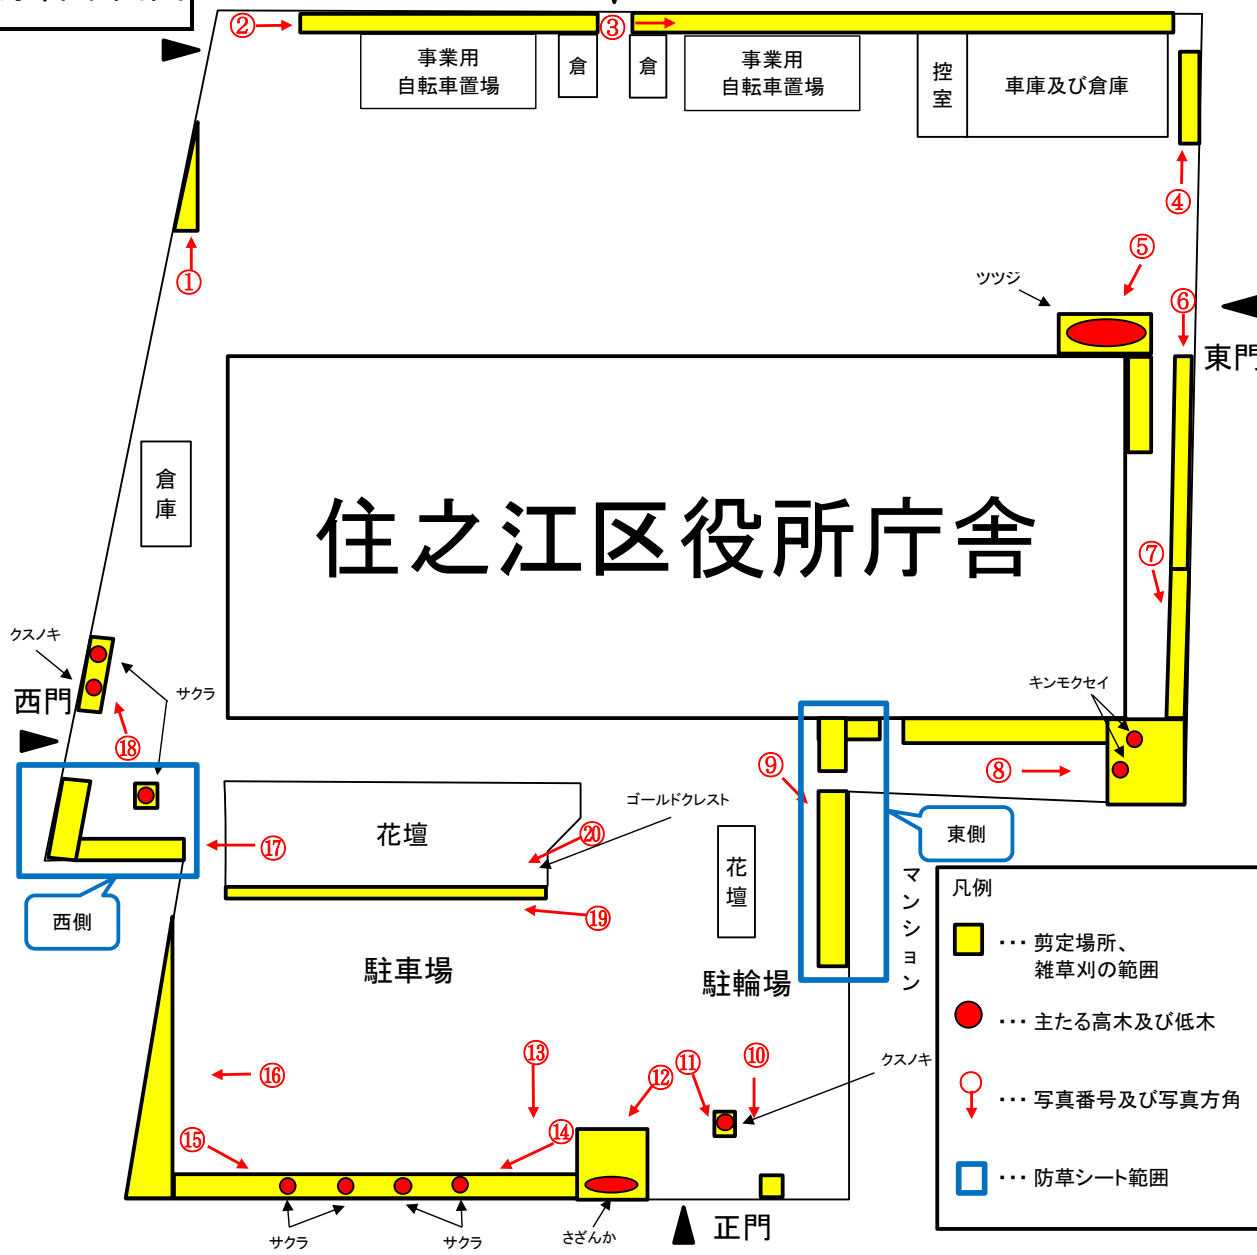 ②
③
事業用
自転車置場
倉
倉
事業用
自転車置場
控
室
車庫及び倉庫
④
①
⑤
ツツジ
⑥
東門
倉
庫
住之江区役所庁舎
⑦
クスノキ
西門
サクラ
⑱
キンモクセイ
⑧
⑨
ゴールドクレスト
花壇
⑳
⑰
東側
花
壇
マンション
西側
⑲
駐車場
駐輪場
凡例
… 剪定場所、
雑草刈の範囲
… 主たる高木及び低木
… 写真番号及び写真方角
… 防草シート範囲
⑬
⑫
⑪
⑩
クスノキ
⑯
⑮
⑭
サクラ
サクラ
さざんか
正門